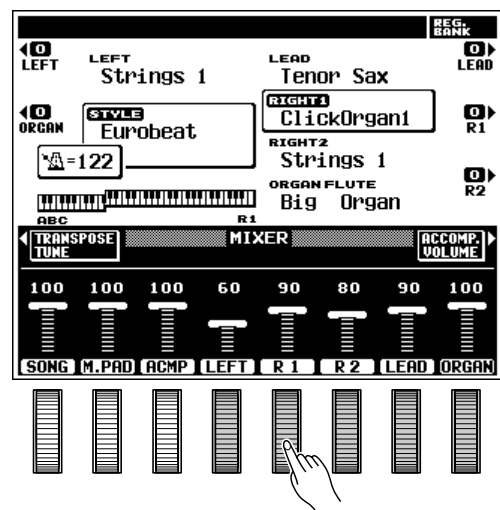 REG.
BANK
0
LEFT
LEFT
Strings 1
LEAD
Tenor Sax
0
LEAD
0
ORGAN
STYLE
Eurobeat
RIGHT1
ClickOrgan1
0
R1
=122
RIGHT2
Strings 1
0
R2
ORGAN FLUTE
Big Organ
ABC R1
TRANSPOSE
TUNE
MIXER
ACCOMP.
VOLUME
100 100 100 60 90 80 90 100
SONG M.PAD ACMP LEFT R 1 R 2 LEAD ORGAN